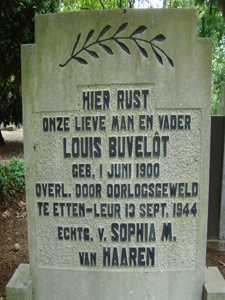 HIER RUST
ONZE LIEVE MAN EN VADER
LOUIS BUVELÔT
GEB. 1 JUNI 1900
OVERL. DOOR OORLOGSGEWELD
TE ETTEN-LEUR 13 SEPT. 1944
ECHTG. V. SOPHIA M.
VAN HAAREN